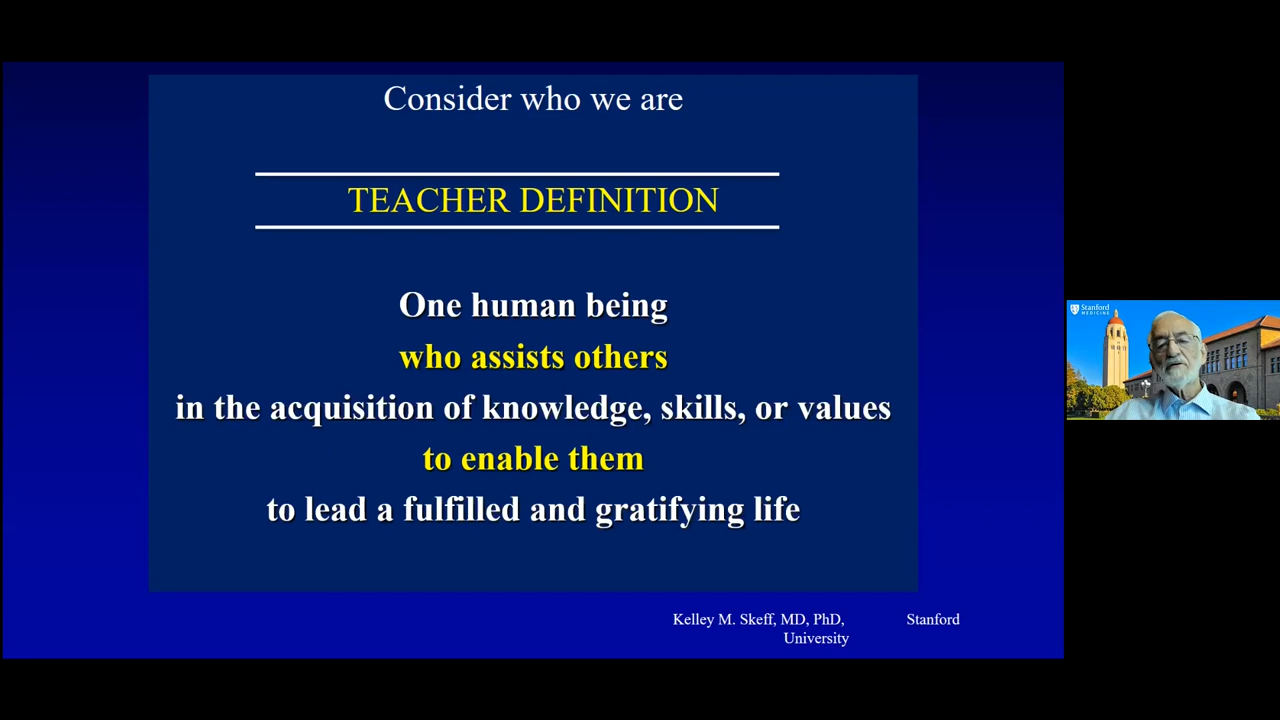 Consider who we are
TEACHER DEFINITION
One human being
who assists others
in the acquisition of knowledge, skills, or values
to enable them
to lead a fulfilled and gratifying life
Kelley M. Skeff, MD, PhD, Stanford
University
Stanford
MEDICINE